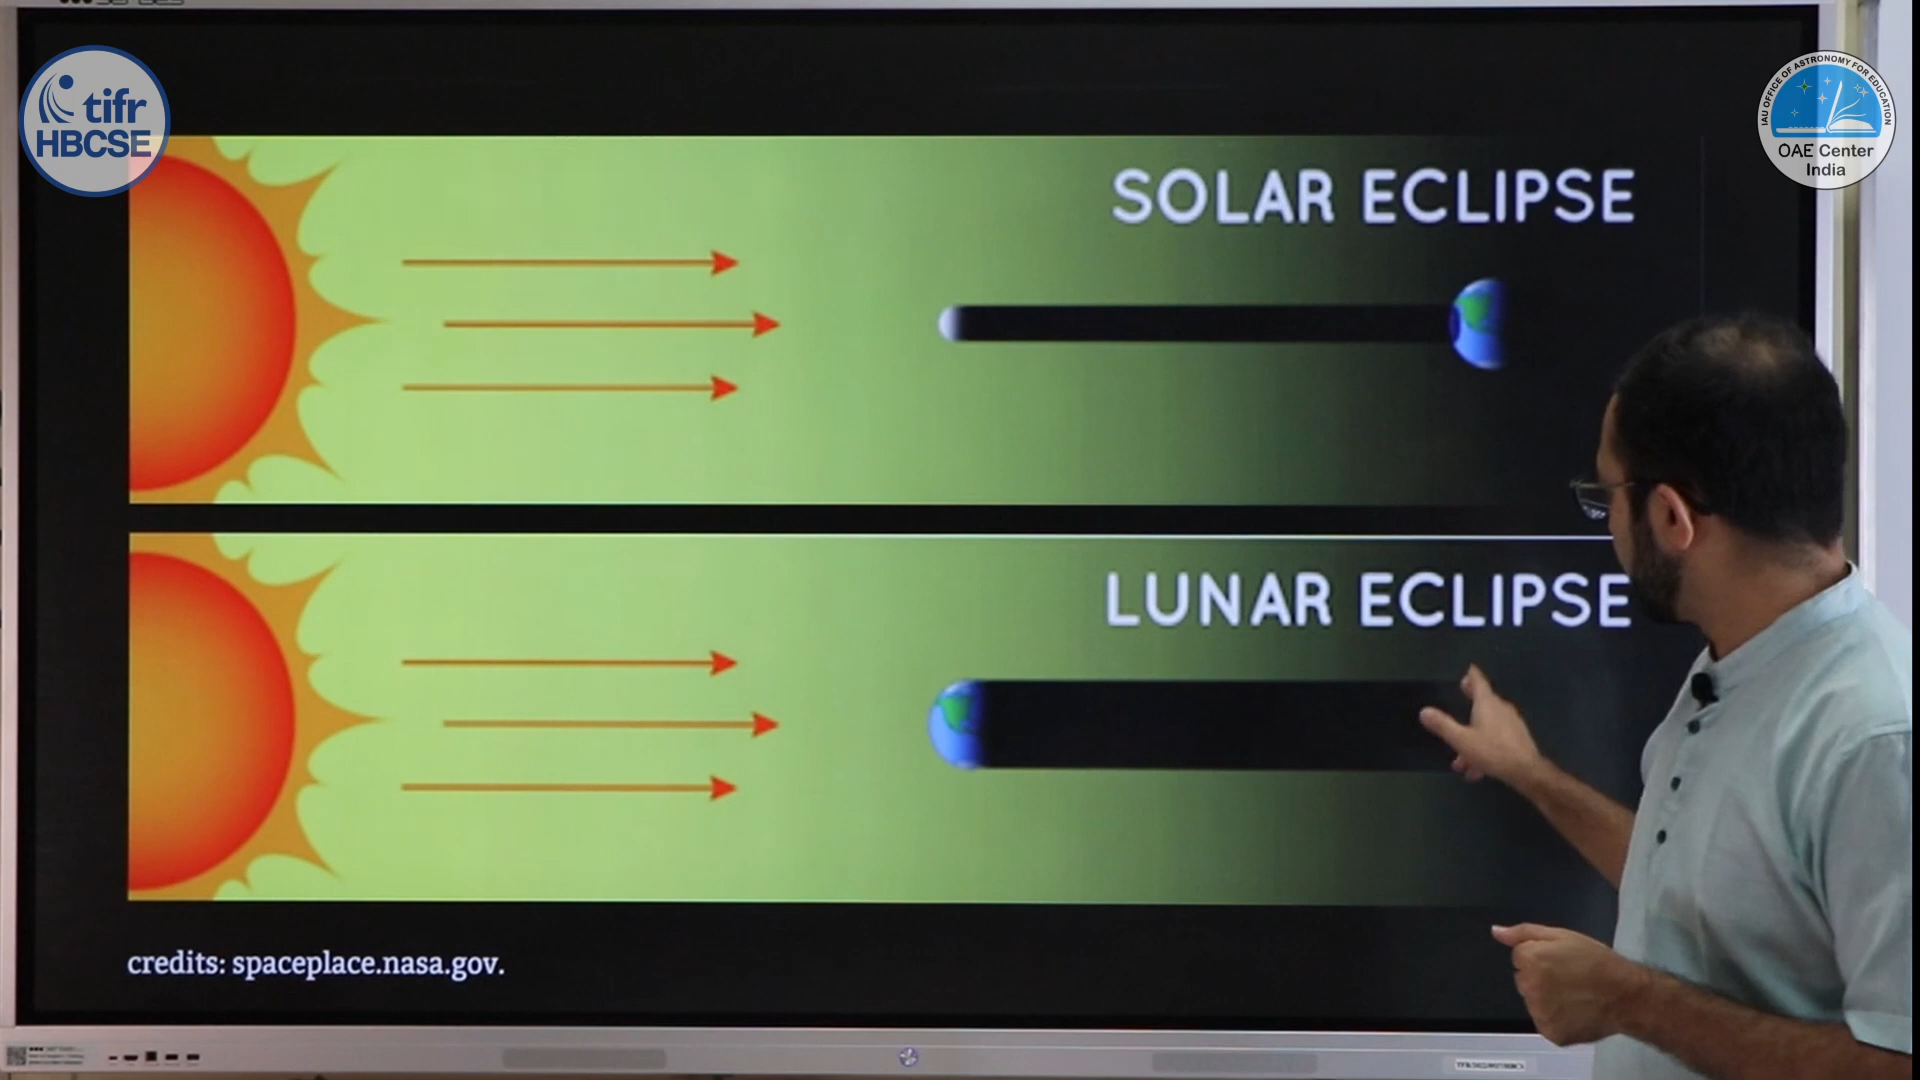 tifr
HBCSE
IAU OFFICE OF ASTRONOMY FOR EDUCATION
OAE Center
India
SOLAR ECLIPSE
LUNAR ECLIPSE
credits: spaceplace.nasa.gov.